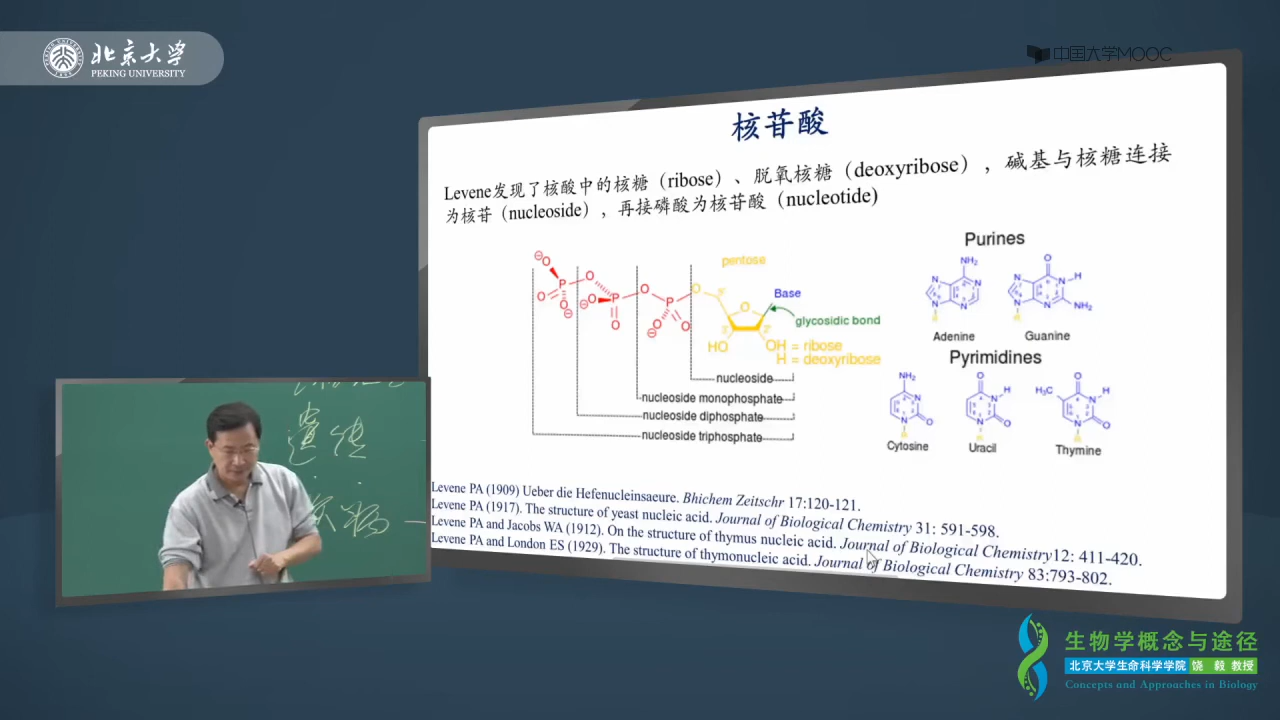 北京大学
PEKING UNIVERSITY
中国大学MOOC
核苷酸
Levene发现了核酸中的核糖（ribose）、脱氧核糖（deoxyribose），碱基与核糖连接
为核苷（nucleoside），再接磷酸为核苷酸（nucleotide)
pentose
Base
glycosidic bond
HO
OH = ribose
H = deoxyribose
nucleoside
nucleoside monophosphate
nucleoside diphosphate
nucleoside triphosphate
Purines
Adenine
Guanine
Pyrimidines
Cytosine
Uracil
Thymine
Levene PA (1909) Ueber die Hefenucleinsaeure. Bhichem Zeitschr 17:120-121.
Levene PA (1917). The structure of yeast nucleic acid. Journal of Biological Chemistry 31: 591-598.
Levene PA and Jacobs WA (1912). On the structure of thymus nucleic acid. Journal of Biological Chemistry12: 411-420.
Levene PA and London ES (1929). The structure of thymonucleic acid. Journal of Biological Chemistry 83:793-802.
遗传
病
生物学概念与途径
北京大学生命科学学院 饶 毅 教授
Concepts and Approaches in Biology